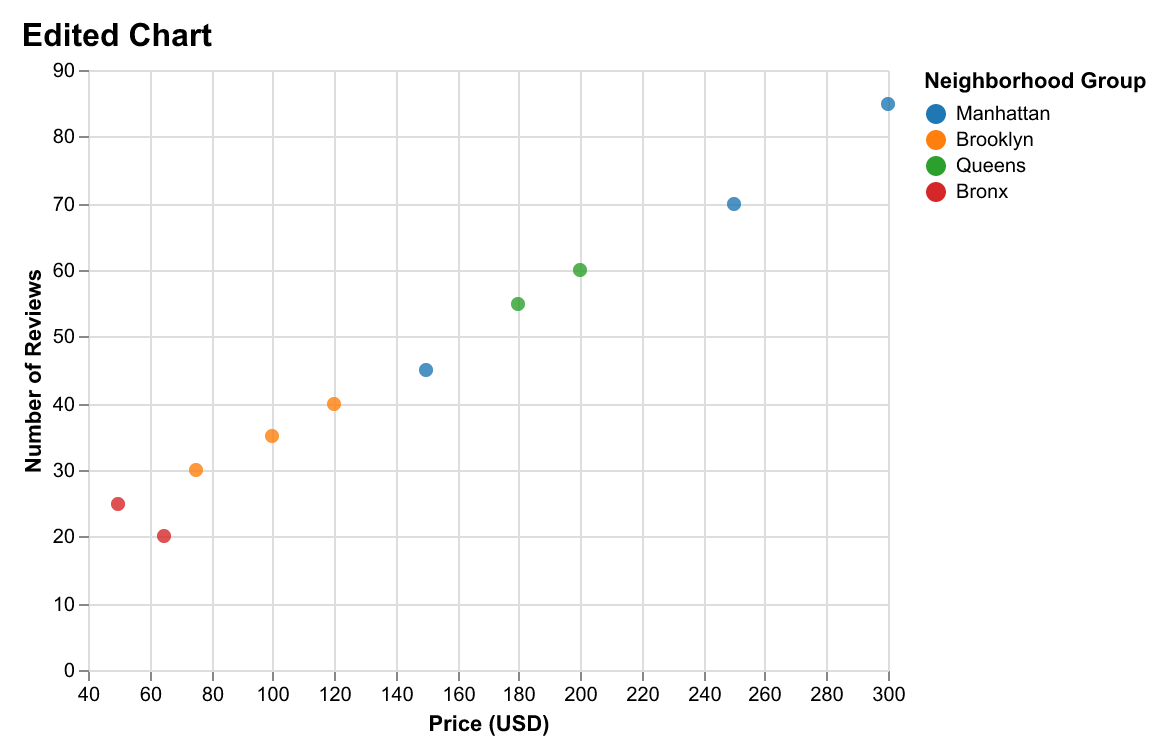 Edited Chart
Number of Reviews
90
80
70
60
50
40
30
20
10
0
40 60 80 100 120 140 160 180 200 220 240 260 280 300
Price (USD)
Neighborhood Group
Manhattan
Brooklyn
Queens
Bronx